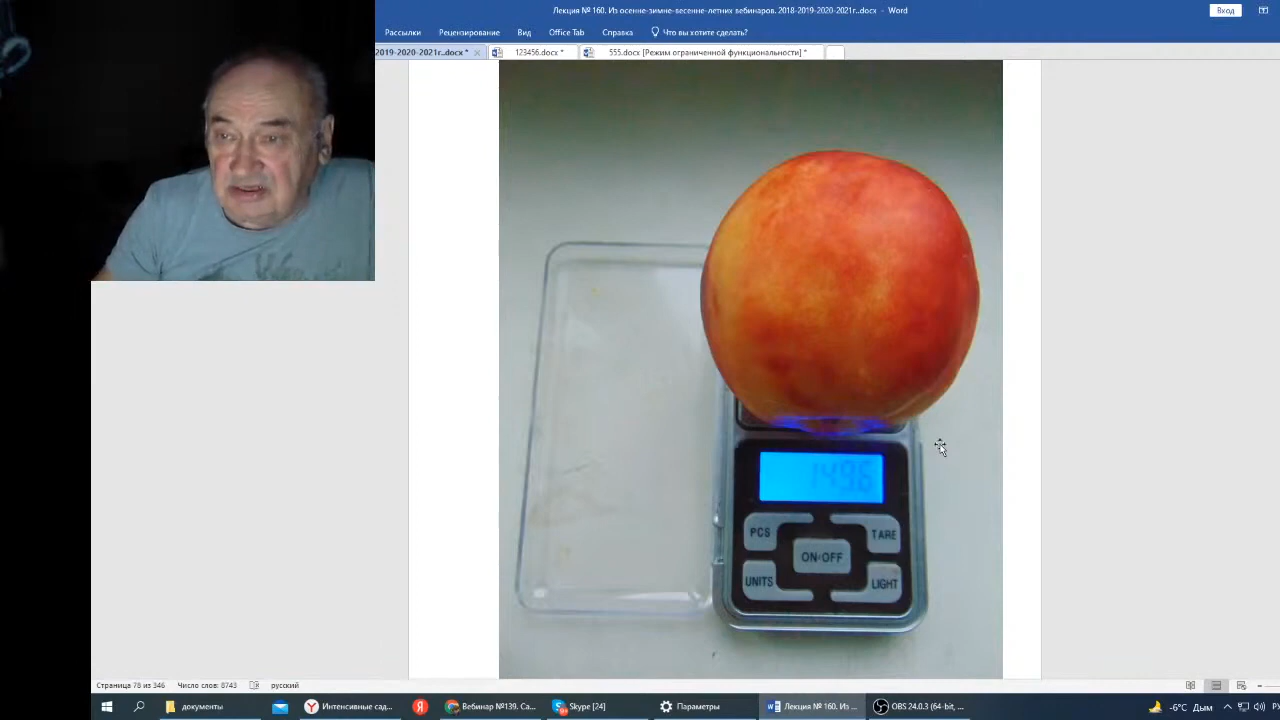 Лекция № 160. Из осенне-зимне-весенне-летних вебинаров. 2018-2019-2020-2021г..docx - Word
Вход
Рассылки Рецензирование Вид Office Tab Справка Что вы хотите сделать?
2019-2020-2021г..docx *
123456.docx *
555.docx [Режим ограниченной функциональности] *
149.6
PCS
TARE
ON·OFF
UNITS
LIGHT
Страница 78 из 346 Число слов: 8743 русский
документы
Интенсивные сад...
Вебинар №139. Са...
Skype [24]
Параметры
Лекция № 160. Из ...
OBS 24.0.3 (64-bit, ...
-6°C Дым